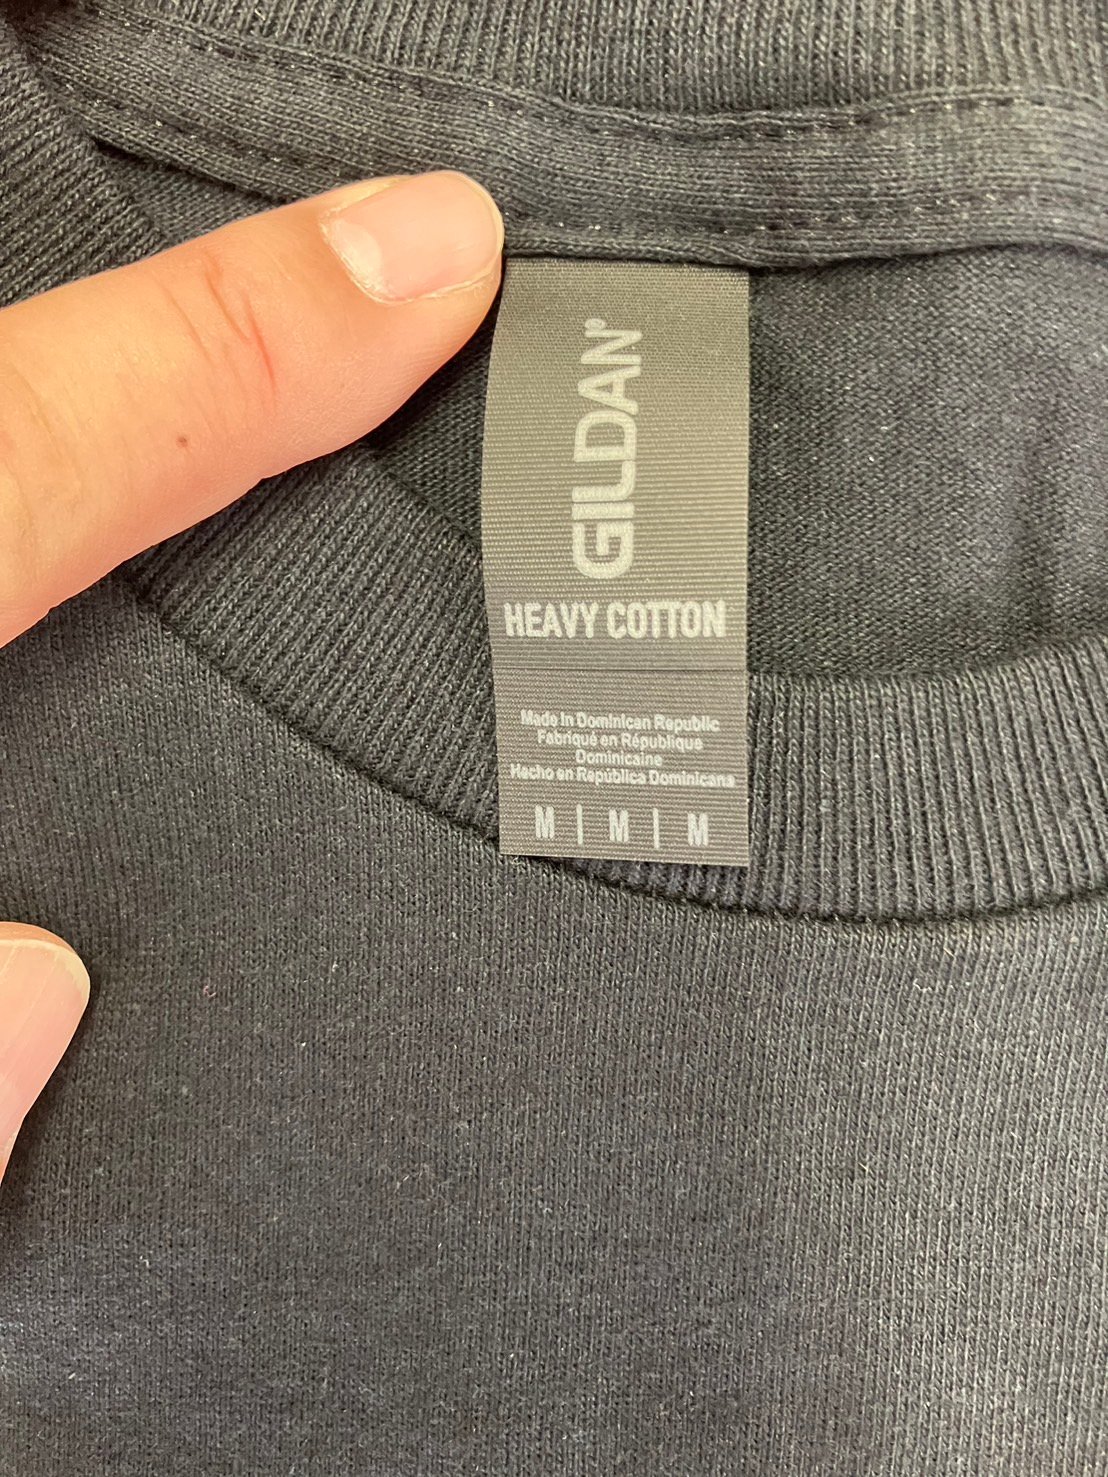 GILDAN®
HEAVY COTTON
Made in Dominican Republic
Fabriqué en République
Dominicaine
Hecho en República Dominicana
M | M | M